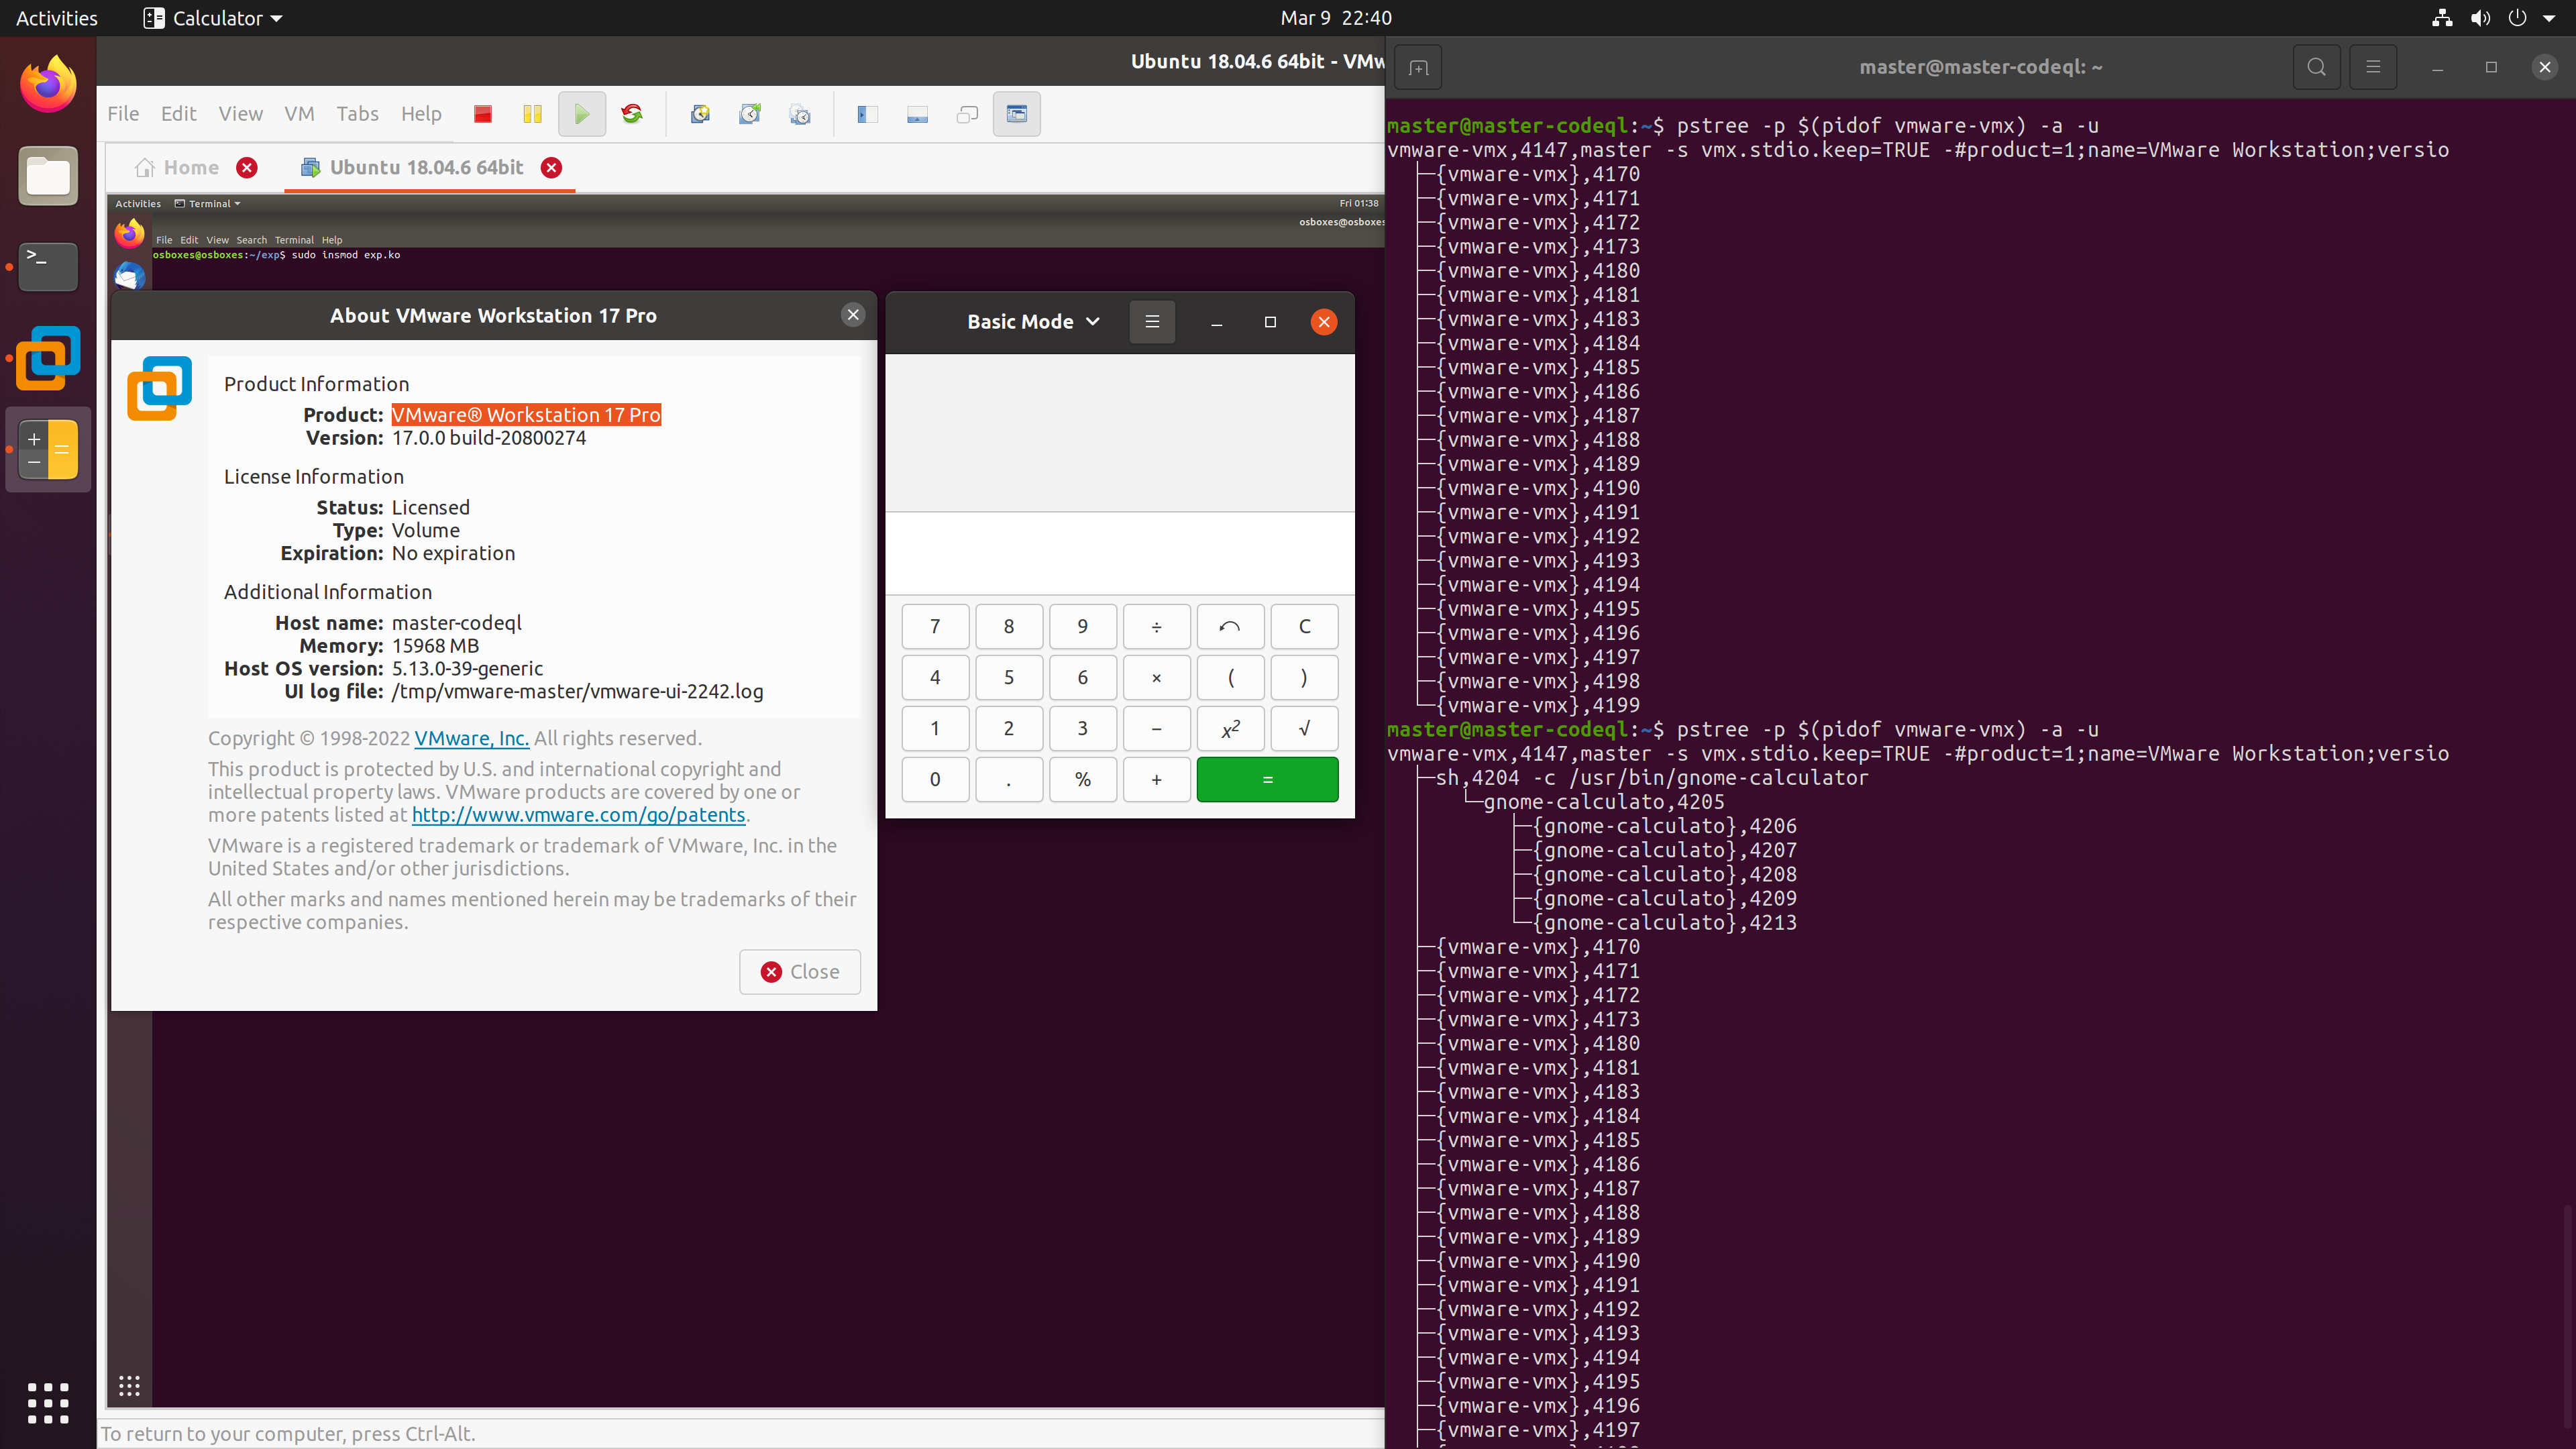 Activities
Calculator
Mar 9 22:40
Ubuntu 18.04.6 64bit - VMw
File Edit View VM Tabs Help
Home
Ubuntu 18.04.6 64bit
Activities Terminal
Fri 01:38
osboxes@osboxes
File Edit View Search Terminal Help
osboxes@osboxes:~/exp$ sudo insmod exp.ko
About VMware Workstation 17 Pro
Product Information
Product: VMware® Workstation 17 Pro
Version: 17.0.0 build-20800274
License Information
Status: Licensed
Type: Volume
Expiration: No expiration
Additional Information
Host name: master-codeql
Memory: 15968 MB
Host OS version: 5.13.0-39-generic
UI log file: /tmp/vmware-master/vmware-ui-2242.log
Copyright © 1998-2022 VMware, Inc. All rights reserved.
This product is protected by U.S. and international copyright and
intellectual property laws. VMware products are covered by one or
more patents listed at http://www.vmware.com/go/patents.
VMware is a registered trademark or trademark of VMware, Inc. in the
United States and/or other jurisdictions.
All other marks and names mentioned herein may be trademarks of their
respective companies.
Close
Basic Mode
7 8 9 ÷ C
4 5 6 × ( )
1 2 3 − x² √
0 . % + =
To return to your computer, press Ctrl-Alt.
master@master-codeql: ~
master@master-codeql:~$ pstree -p $(pidof vmware-vmx) -a -u
vmware-vmx,4147,master -s vmx.stdio.keep=TRUE -#product=1;name=VMware Workstation;versio
├─{vmware-vmx},4170
├─{vmware-vmx},4171
├─{vmware-vmx},4172
├─{vmware-vmx},4173
├─{vmware-vmx},4180
├─{vmware-vmx},4181
├─{vmware-vmx},4183
├─{vmware-vmx},4184
├─{vmware-vmx},4185
├─{vmware-vmx},4186
├─{vmware-vmx},4187
├─{vmware-vmx},4188
├─{vmware-vmx},4189
├─{vmware-vmx},4190
├─{vmware-vmx},4191
├─{vmware-vmx},4192
├─{vmware-vmx},4193
├─{vmware-vmx},4194
├─{vmware-vmx},4195
├─{vmware-vmx},4196
├─{vmware-vmx},4197
├─{vmware-vmx},4198
└─{vmware-vmx},4199
master@master-codeql:~$ pstree -p $(pidof vmware-vmx) -a -u
vmware-vmx,4147,master -s vmx.stdio.keep=TRUE -#product=1;name=VMware Workstation;versio
├─sh,4204 -c /usr/bin/gnome-calculator
│ └─gnome-calculato,4205
│ ├─{gnome-calculato},4206
│ ├─{gnome-calculato},4207
│ ├─{gnome-calculato},4208
│ ├─{gnome-calculato},4209
│ └─{gnome-calculato},4213
├─{vmware-vmx},4170
├─{vmware-vmx},4171
├─{vmware-vmx},4172
├─{vmware-vmx},4173
├─{vmware-vmx},4180
├─{vmware-vmx},4181
├─{vmware-vmx},4183
├─{vmware-vmx},4184
├─{vmware-vmx},4185
├─{vmware-vmx},4186
├─{vmware-vmx},4187
├─{vmware-vmx},4188
├─{vmware-vmx},4189
├─{vmware-vmx},4190
├─{vmware-vmx},4191
├─{vmware-vmx},4192
├─{vmware-vmx},4193
├─{vmware-vmx},4194
├─{vmware-vmx},4195
├─{vmware-vmx},4196
├─{vmware-vmx},4197